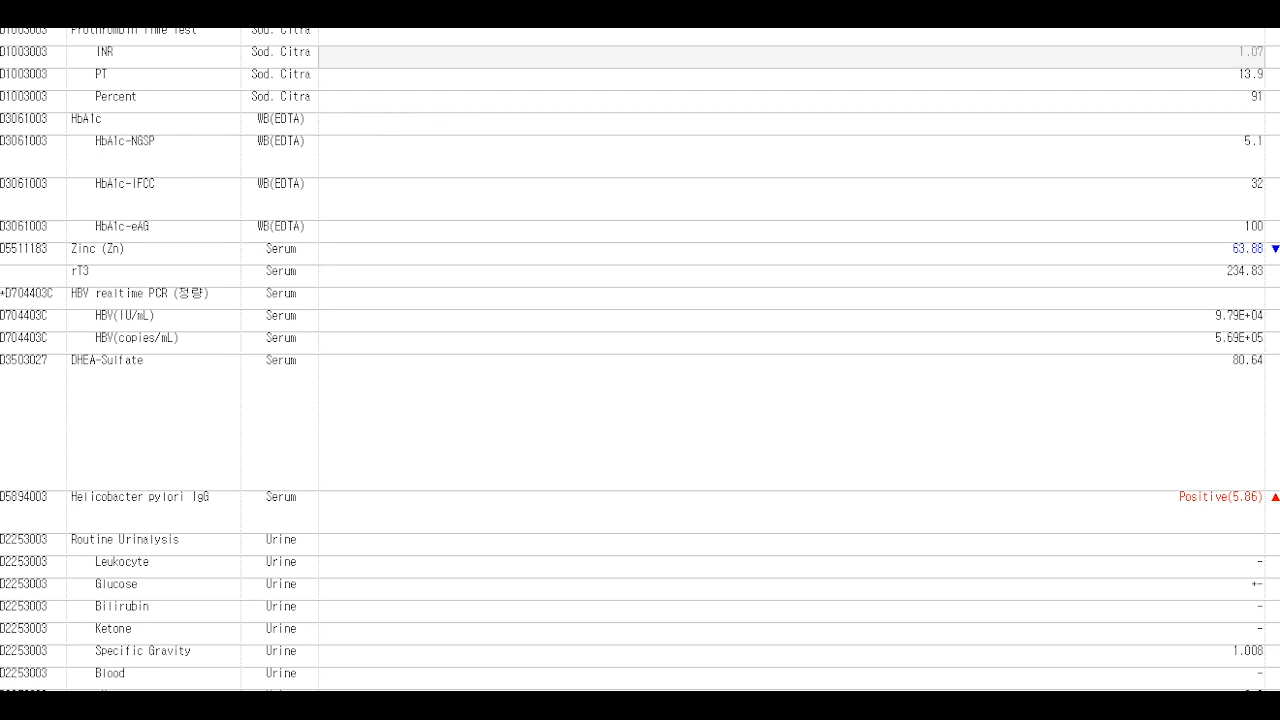 D1003003 Prothrombin Time Test Sod. Citra
D1003003 INR Sod. Citra 1.07
D1003003 PT Sod. Citra 13.9
D1003003 Percent Sod. Citra 91
D3061003 HbA1c WB(EDTA)
D3061003 HbA1c-NGSP WB(EDTA) 5.1
D3061003 HbA1c-IFCC WB(EDTA) 32
D3061003 HbA1c-eAG WB(EDTA) 100
D5511183 Zinc (Zn) Serum 63.88 ▼
rT3 Serum 234.83
+D704403C HBV realtime PCR (정량) Serum
D704403C HBV(IU/mL) Serum 9.79E+04
D704403C HBV(copies/mL) Serum 5.69E+05
D3503027 DHEA-Sulfate Serum 80.64
D5894003 Helicobacter pylori IgG Serum Positive(5.86) ▲
D2253003 Routine Urinalysis Urine
D2253003 Leukocyte Urine -
D2253003 Glucose Urine +-
D2253003 Bilirubin Urine -
D2253003 Ketone Urine -
D2253003 Specific Gravity Urine 1.008
D2253003 Blood Urine -